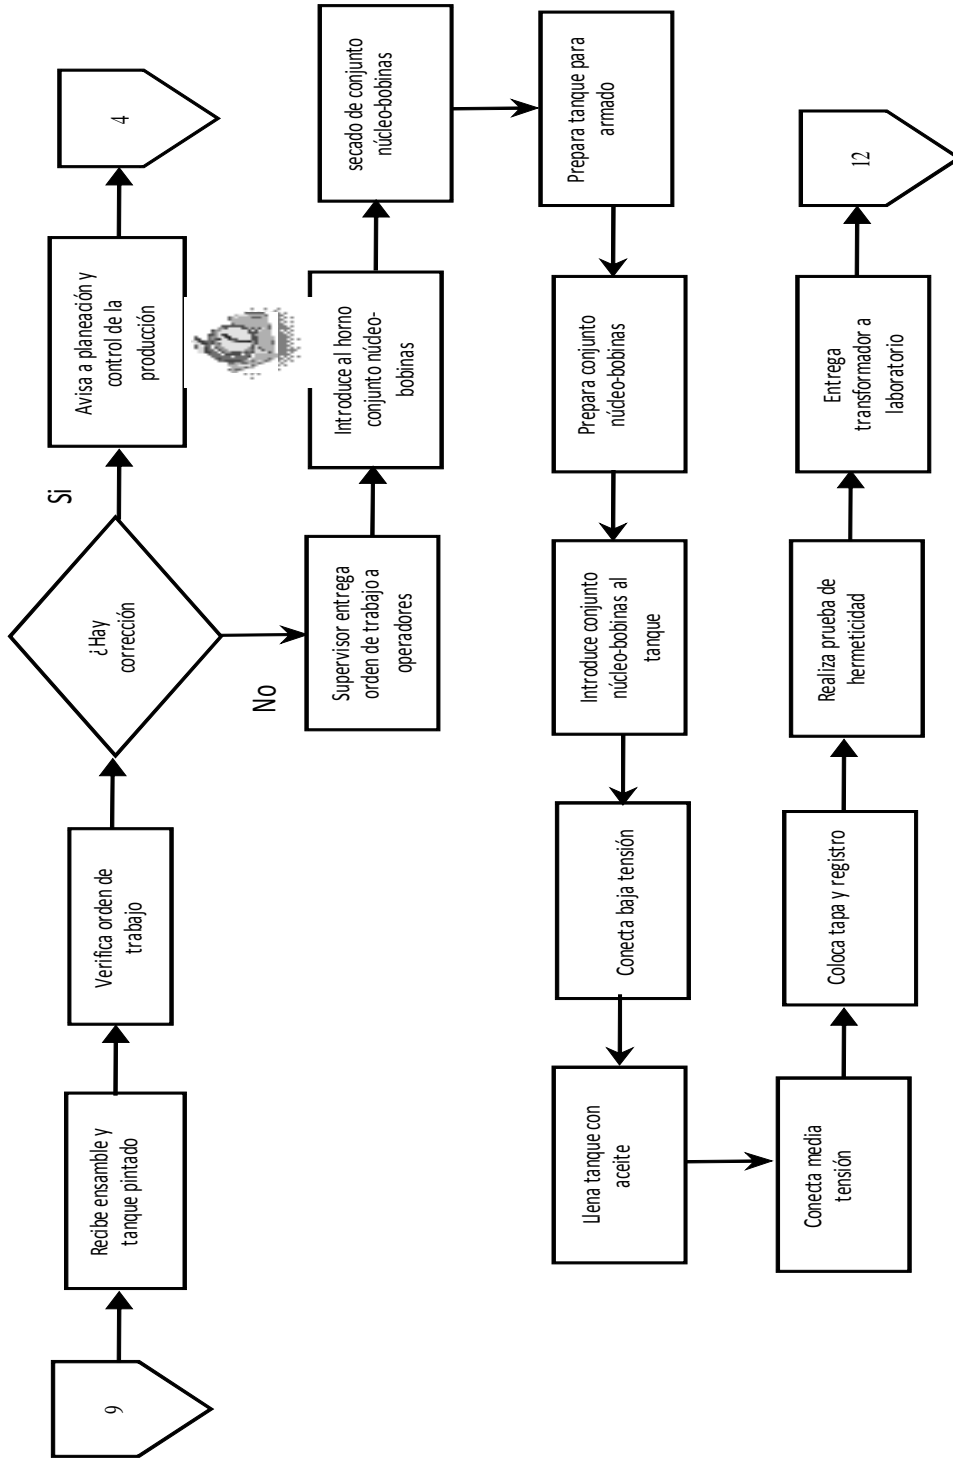 9
Recibe ensamble y
tanque pintado
Verifica orden de
trabajo
¿Hay
corrección
Si
Avisa a planeación y
control de la
producción
4
No
Supervisor entrega
orden de trabajo a
operadores
Introduce al horno
conjunto núcleo-
bobinas
secado de conjunto
núcleo-bobinas
Prepara tanque para
armado
Prepara conjunto
núcleo-bobinas
Introduce conjunto
núcleo-bobinas al
tanque
Conecta baja tensión
Llena tanque con
aceite
Conecta media
tensión
Coloca tapa y registro
Realiza prueba de
hermeticidad
Entrega
transformador a
laboratorio
12